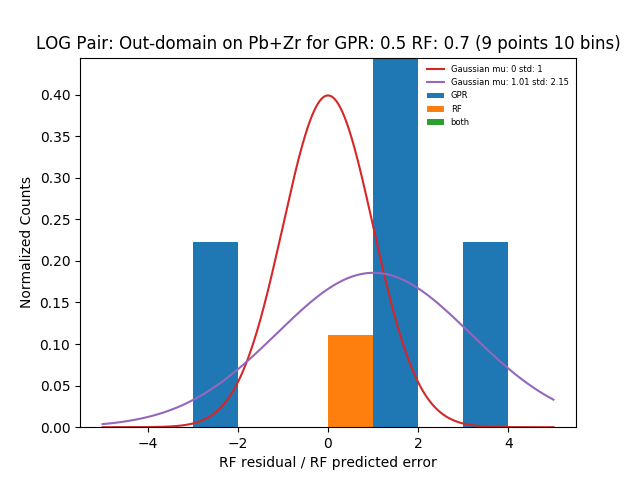 LOG Pair: Out-domain on Pb+Zr for GPR: 0.5 RF: 0.7 (9 points 10 bins)
Gaussian mu: 0 std: 1
Gaussian mu: 1.01 std: 2.15
GPR
RF
both
Normalized Counts
0.40
0.35
0.30
0.25
0.20
0.15
0.10
0.05
0.00
−4
−2
0
2
4
RF residual / RF predicted error